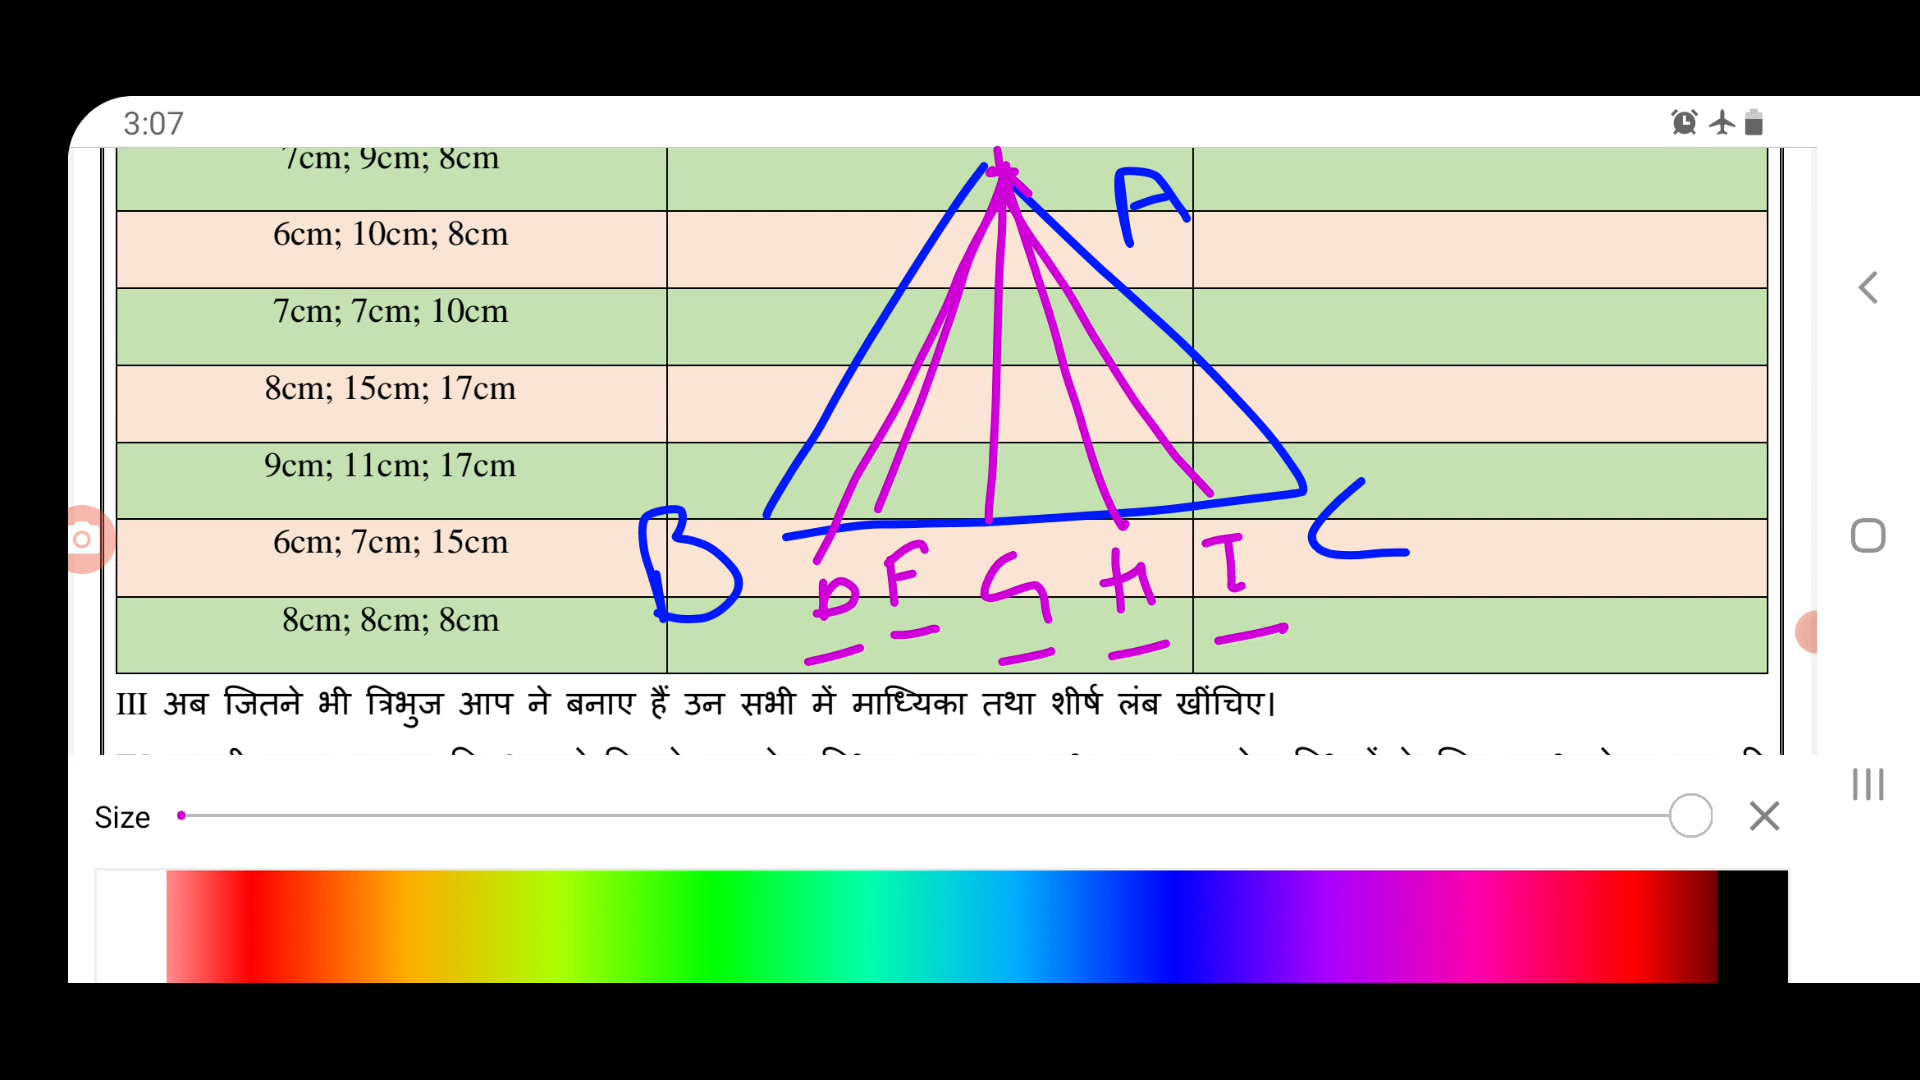 3:07
7cm; 9cm; 8cm
6cm; 10cm; 8cm
7cm; 7cm; 10cm
8cm; 15cm; 17cm
9cm; 11cm; 17cm
6cm; 7cm; 15cm
8cm; 8cm; 8cm
A
B
C
D F G H I
III अब जितने भी त्रिभुज आप ने बनाए हैं उन सभी में माध्यिका तथा शीर्ष लंब खींचिए।
Size